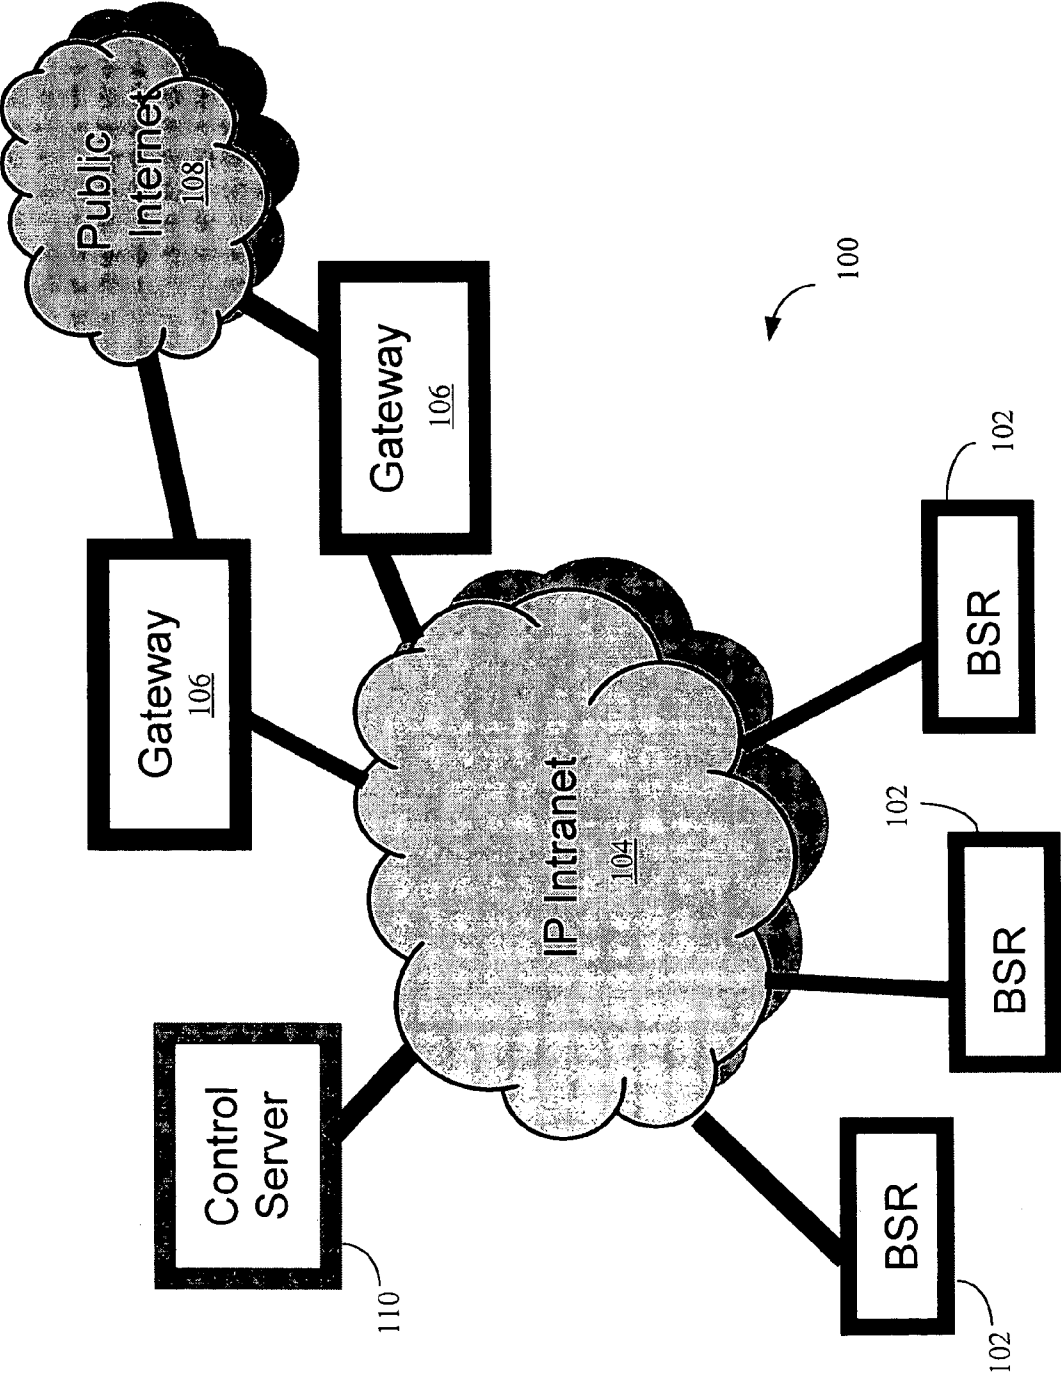 Public
Internet
108
Gateway
106
Gateway
106
100
IP Intranet
104
Control
Server
110
BSR
102
BSR
102
BSR
102